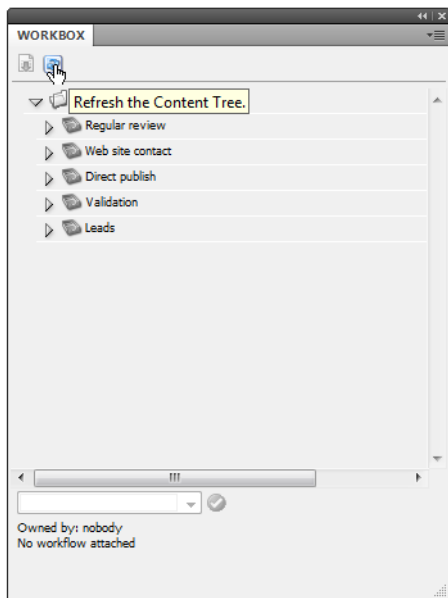 WORKBOX
Refresh the Content Tree.
Regular review
Web site contact
Direct publish
Validation
Leads
Owned by: nobody
No workflow attached